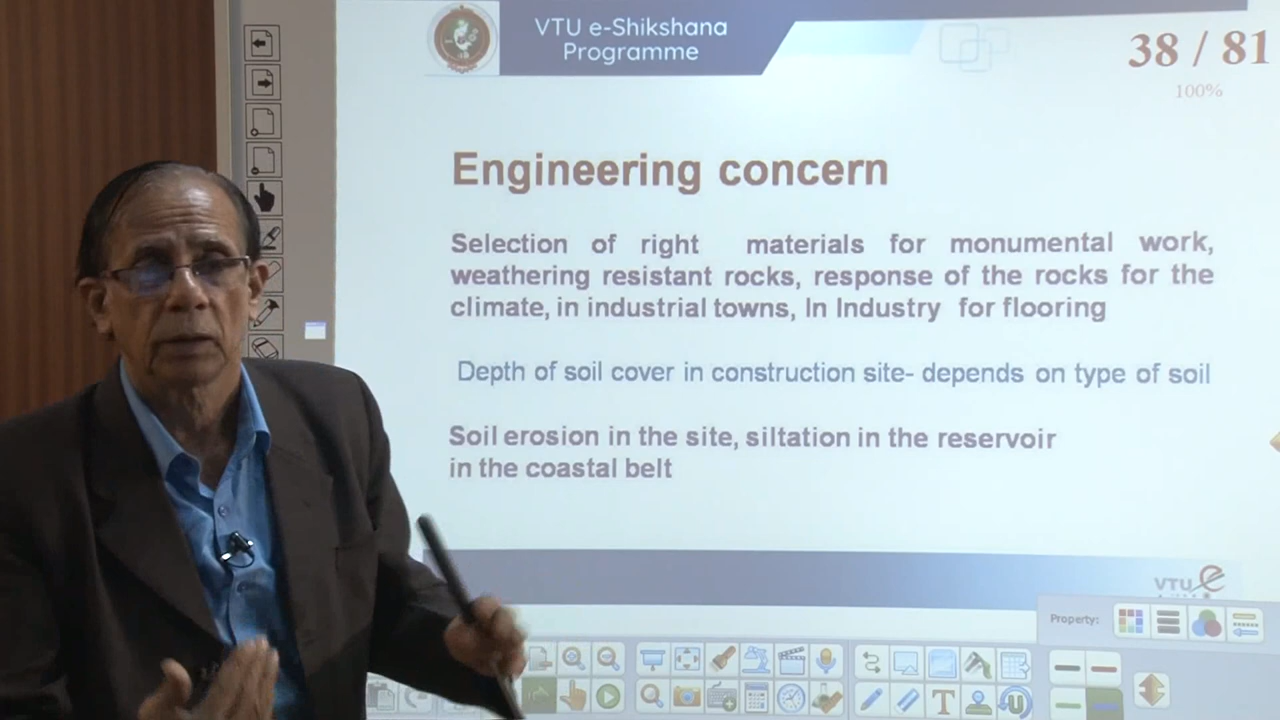 VTU e-Shikshana
Programme
38 / 81
100%
Engineering concern
Selection of right materials for monumental work,
weathering resistant rocks, response of the rocks for the
climate, in industrial towns, In Industry for flooring
Depth of soil cover in construction site- depends on type of soil
Soil erosion in the site, siltation in the reservoir
in the coastal belt
VTU e
Property: